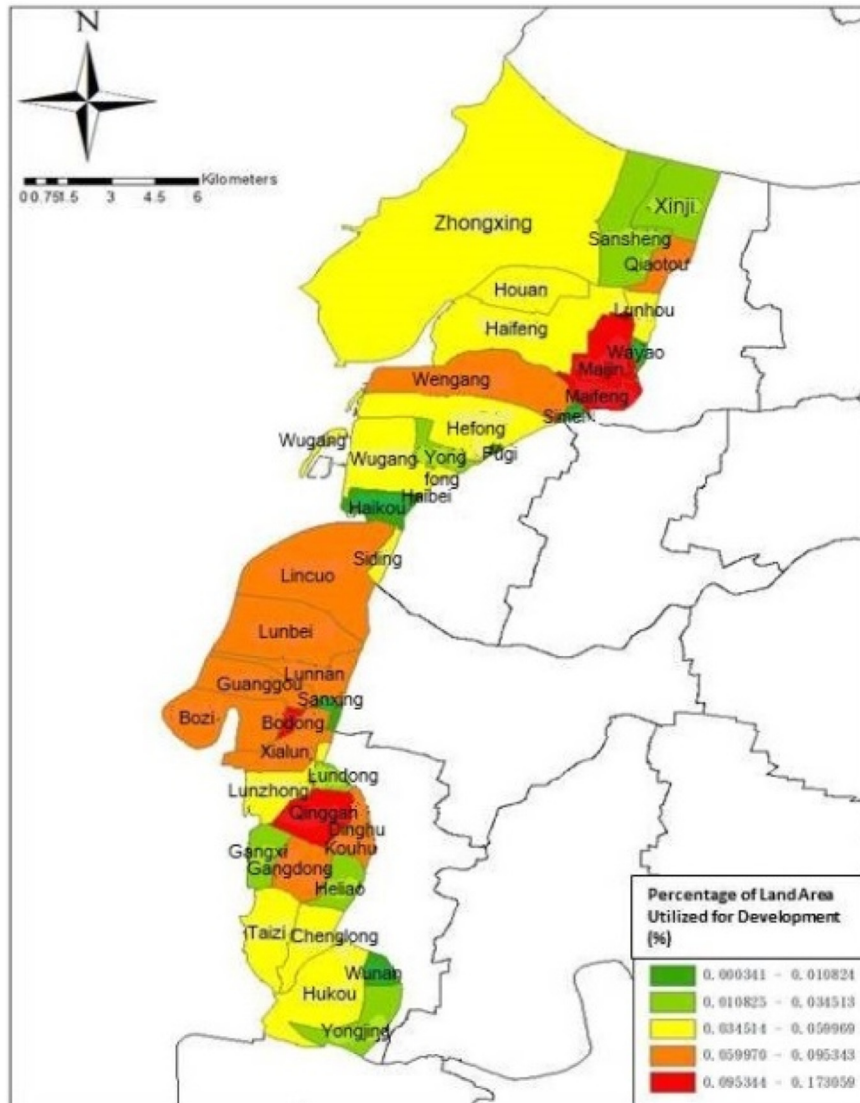 N
Kilometers
0 0.75 1.5 3 4.5 6
Zhongxing
Xinji
Sansheng
Qiaotou
Houan
Lunhou
Haifeng
Wayao
Maijin
Wengang
Maifeng
Simei
Hefong
Wugang
Wugang
Yong
fong
Fugi
Haibei
Haikou
Siding
Lincuo
Lunbei
Lunnan
Guanggou
Sanxing
Bozi
Bodong
Xialun
Lundong
Lunzhong
Qinggan
Dinghu
Kouhu
Gangxi
Gangdong
Heliao
Taizi
Chenglong
Wunan
Hukou
Yongjing
Percentage of Land Area
Utilized for Development
(%)
0.000341 - 0.010824
0.010825 - 0.034513
0.034514 - 0.059969
0.059970 - 0.095343
0.095344 - 0.173059